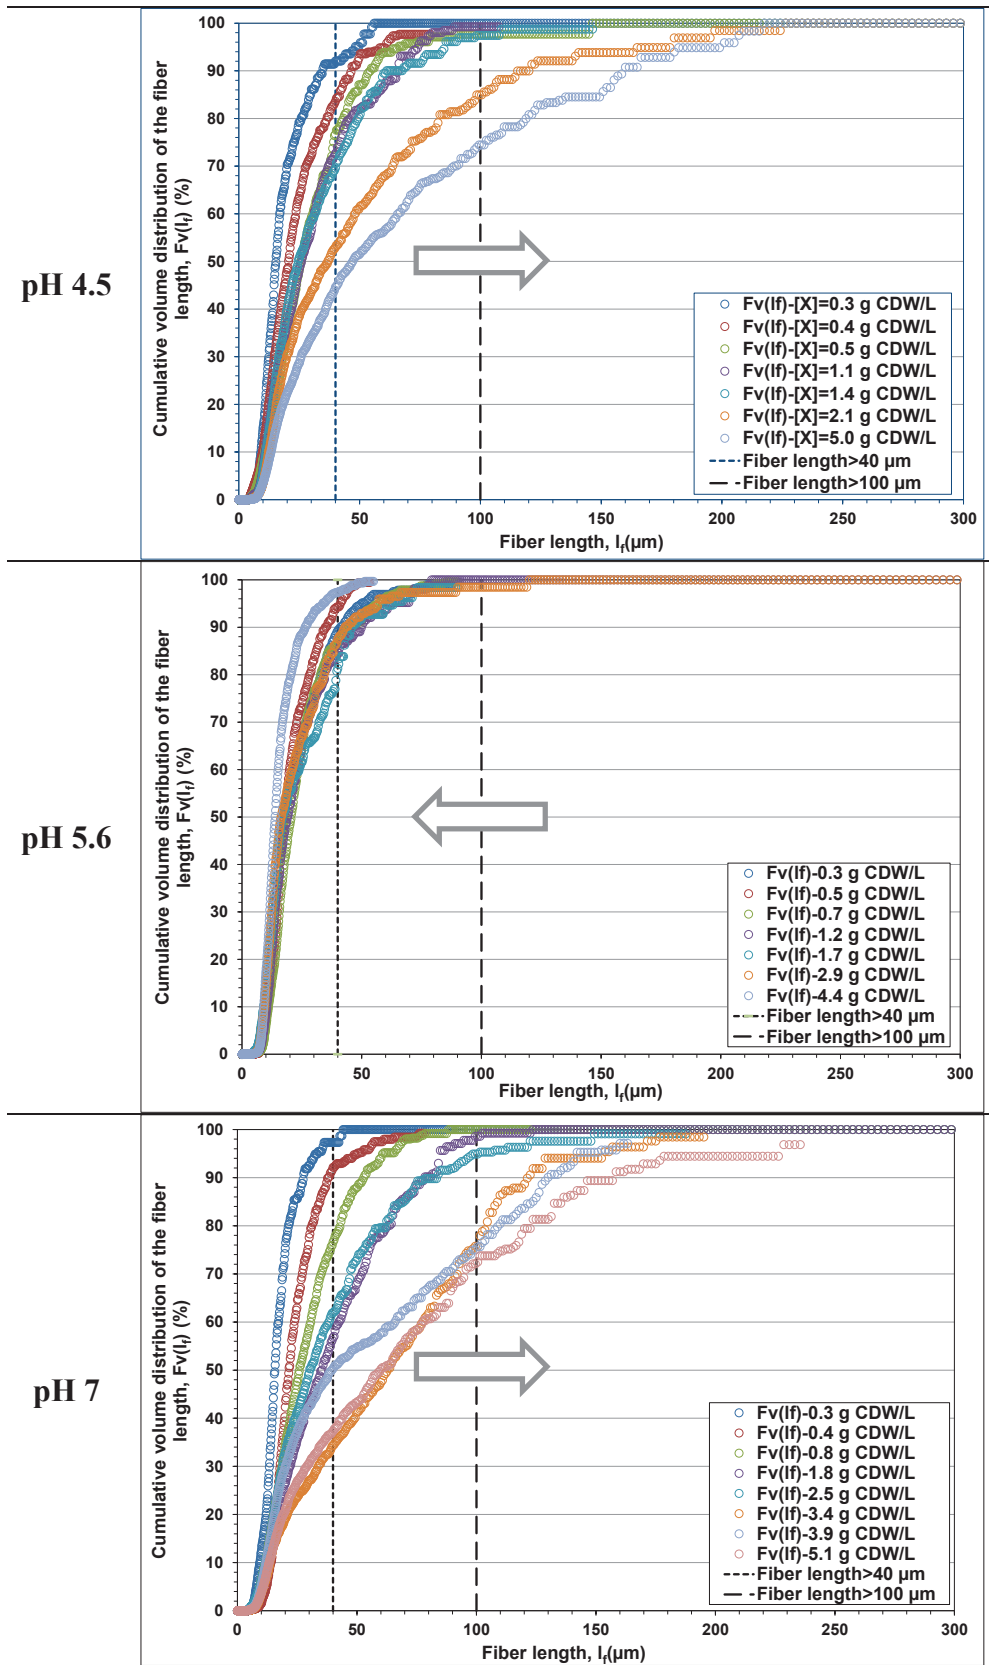 pH 4.5
Cumulative volume distribution of the fiber
length, Fv(lf) (%)
100
90
80
70
60
50
40
30
20
10
0
Fv(lf)-[X]=0.3 g CDW/L
Fv(lf)-[X]=0.4 g CDW/L
Fv(lf)-[X]=0.5 g CDW/L
Fv(lf)-[X]=1.1 g CDW/L
Fv(lf)-[X]=1.4 g CDW/L
Fv(lf)-[X]=2.1 g CDW/L
Fv(lf)-[X]=5.0 g CDW/L
Fiber length>40 µm
Fiber length>100 µm
0 50 100 150 200 250 300
Fiber length, lf(µm)
pH 5.6
Cumulative volume distribution of the fiber
length, Fv(lf) (%)
100
90
80
70
60
50
40
30
20
10
0
Fv(lf)-0.3 g CDW/L
Fv(lf)-0.5 g CDW/L
Fv(lf)-0.7 g CDW/L
Fv(lf)-1.2 g CDW/L
Fv(lf)-1.7 g CDW/L
Fv(lf)-2.9 g CDW/L
Fv(lf)-4.4 g CDW/L
Fiber length>40 µm
Fiber length>100 µm
0 50 100 150 200 250 300
Fiber length, lf(µm)
pH 7
Cumulative volume distribution of the fiber
length, Fv(lf) (%)
100
90
80
70
60
50
40
30
20
10
0
Fv(lf)-0.3 g CDW/L
Fv(lf)-0.4 g CDW/L
Fv(lf)-0.8 g CDW/L
Fv(lf)-1.8 g CDW/L
Fv(lf)-2.5 g CDW/L
Fv(lf)-3.4 g CDW/L
Fv(lf)-3.9 g CDW/L
Fv(lf)-5.1 g CDW/L
Fiber length>40 µm
Fiber length>100 µm
0 50 100 150 200 250 300
Fiber length, lf(µm)